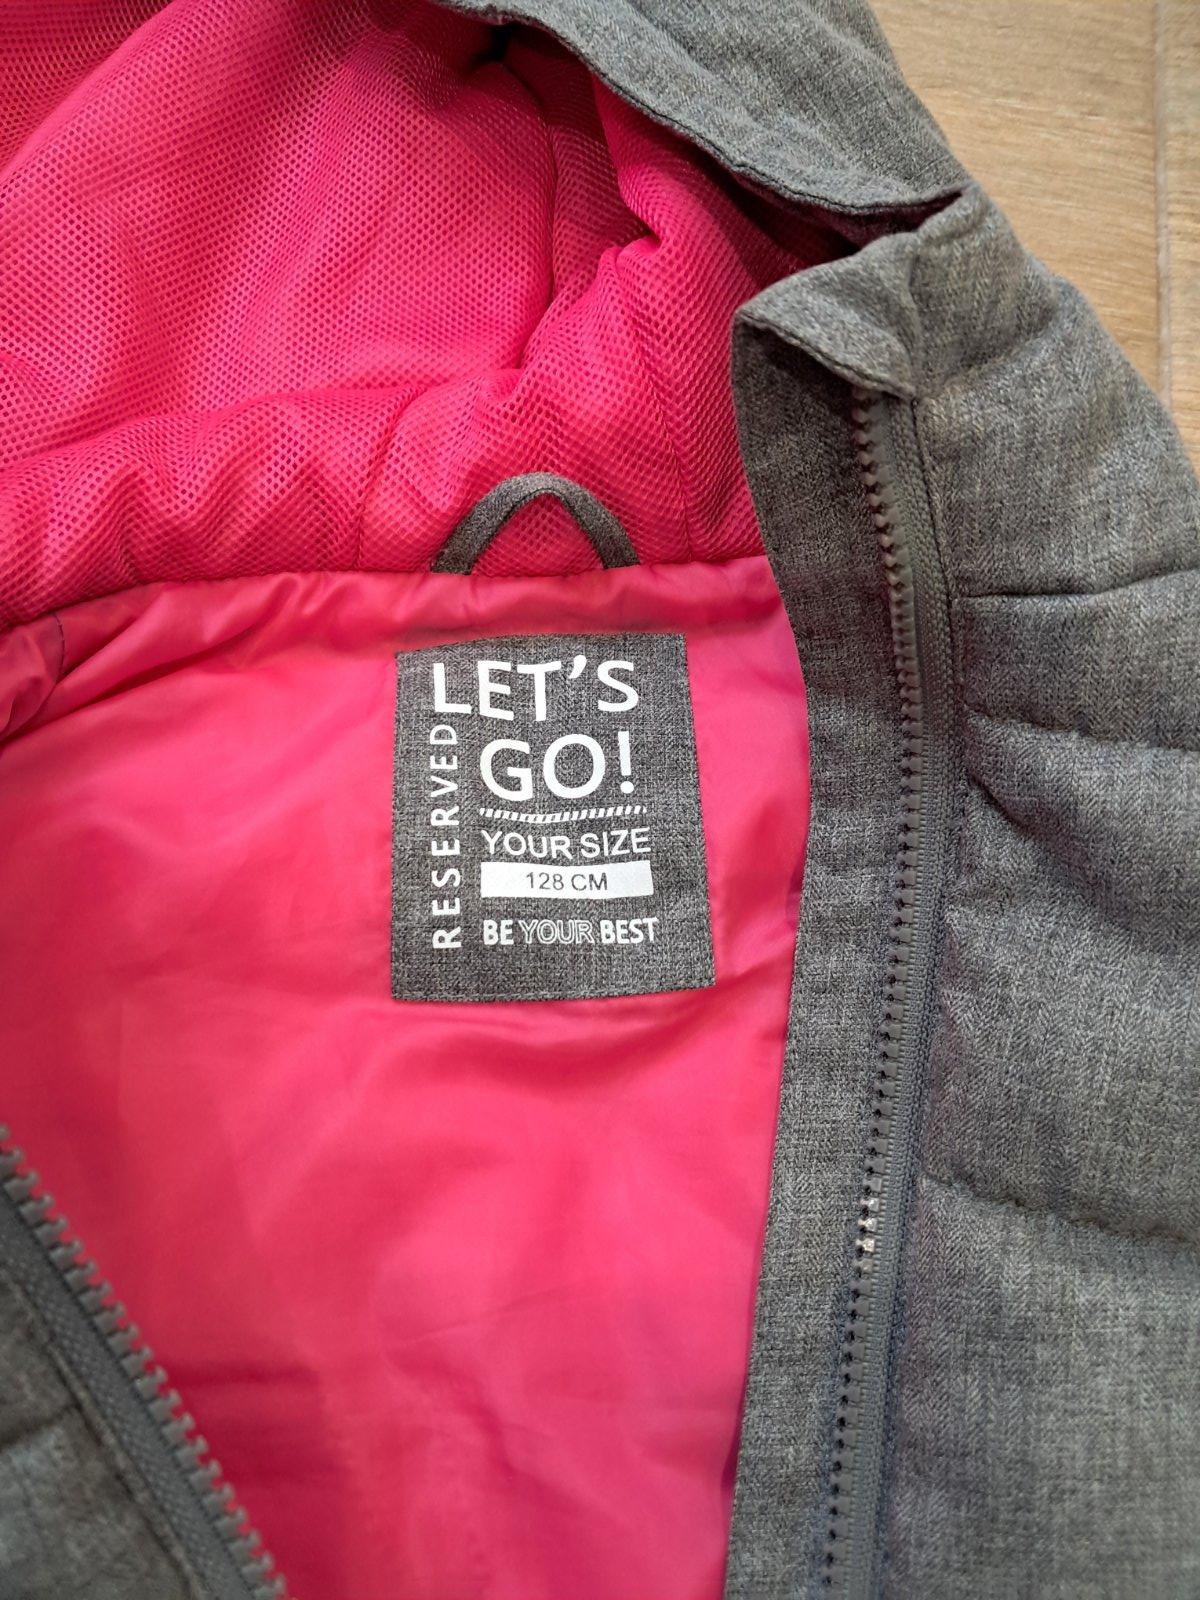 LET'S
GO!
RESERVED
YOUR SIZE
128 CM
BE YOUR BEST